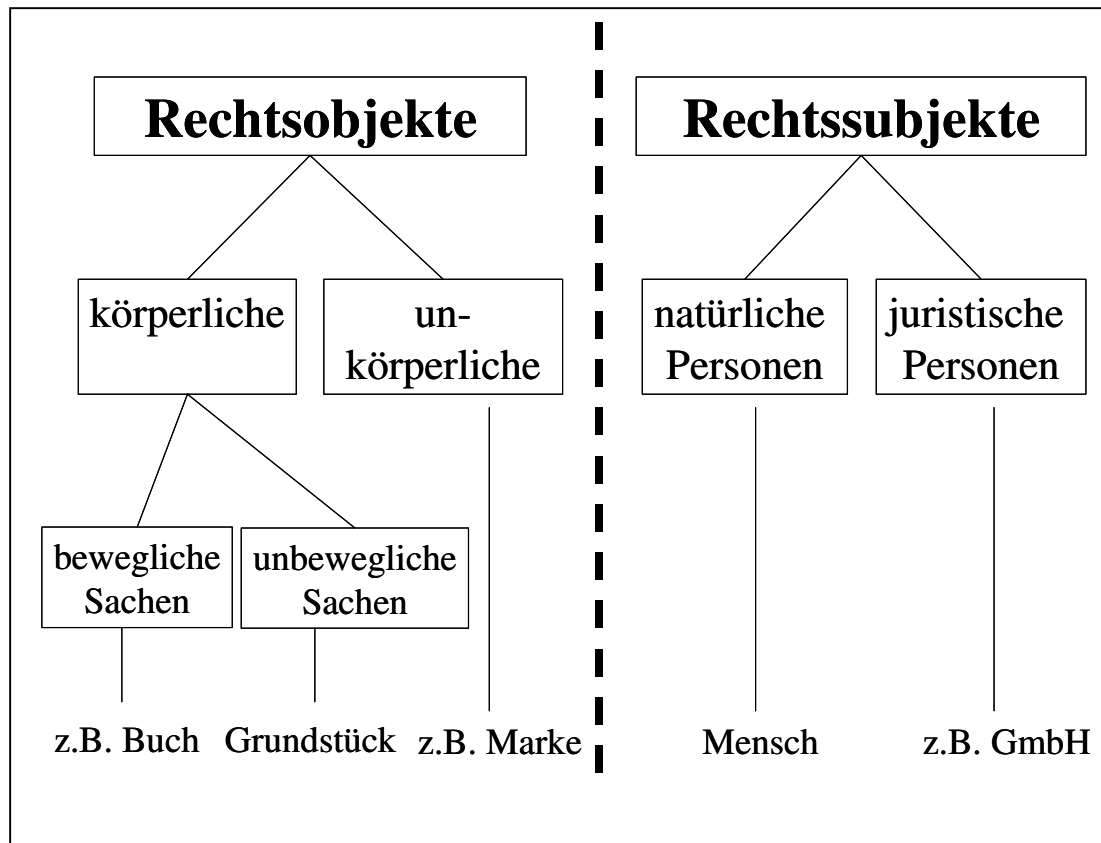 Rechtsobjekte
Rechtssubjekte
körperliche
un-
körperliche
natürliche
Personen
juristische
Personen
bewegliche
Sachen
unbewegliche
Sachen
z.B. Buch
Grundstück
z.B. Marke
Mensch
z.B. GmbH